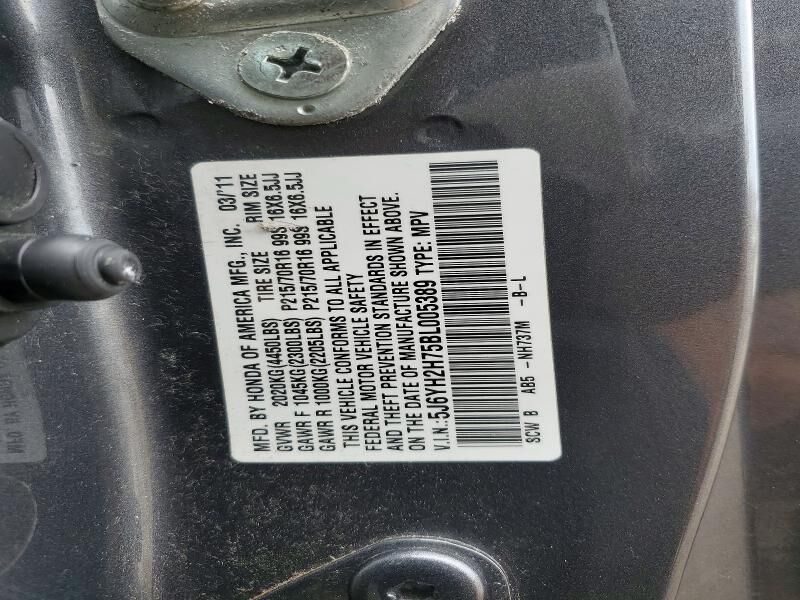 MFD. BY HONDA OF AMERICA MFG., INC. 03/'11
GVWR 2020KG(4450LBS) TIRE SIZE RIM SIZE
GAWR F 1045KG(2300LBS) P215/70R16 99S 16X6.5JJ
GAWR R 1000KG(2205LBS) P215/70R16 99S 16X6.5JJ
THIS VEHICLE CONFORMS TO ALL APPLICABLE
FEDERAL MOTOR VEHICLE SAFETY
AND THEFT PREVENTION STANDARDS IN EFFECT
ON THE DATE OF MANUFACTURE SHOWN ABOVE.
V.I.N.:5J6YH2H75BL005389 TYPE: MPV
SCW B AB5 -NH737M -B-L